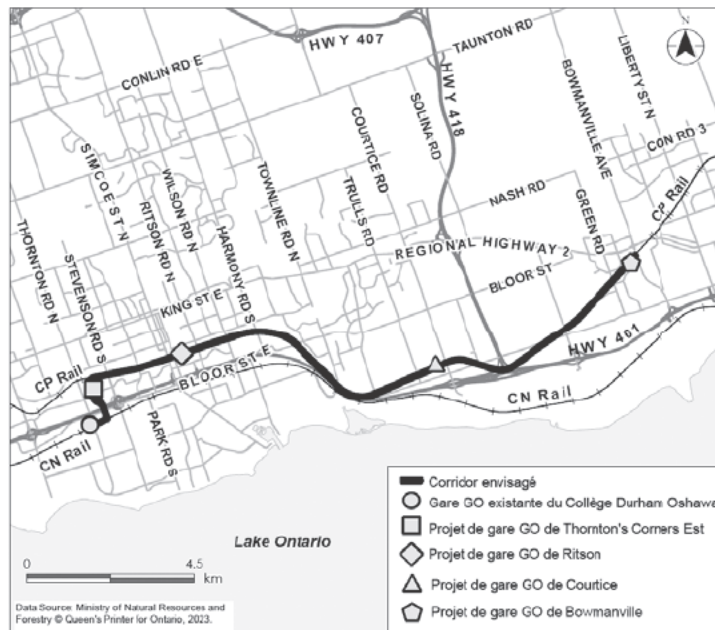 HWY 407
TAUNTON RD
N
CONLIN RD E
HWY 418
SOLINA RD
BOWMANVILLE AVE
LIBERTY ST N
CON RD 3
SIMCOE ST N
WILSON RD N
RITSON RD N
TOWNLINE RD N
COURTICE RD
TRULLS RD
NASH RD
GREEN RD
CP Rail
THORNTON RD N
STEVENSON RD S
HARMONY RD S
REGIONAL HIGHWAY 2
KING ST E
BLOOR ST
HWY 401
CP Rail
BLOOR ST E
CN Rail
CN Rail
PARK RD S
Lake Ontario
Corridor envisagé
Gare GO existante du Collège Durham Oshawa
Projet de gare GO de Thornton's Corners Est
Projet de gare GO de Ritson
Projet de gare GO de Courtice
Projet de gare GO de Bowmanville
0 4.5
km
Data Source: Ministry of Natural Resources and
Forestry © Queen's Printer for Ontario, 2023.